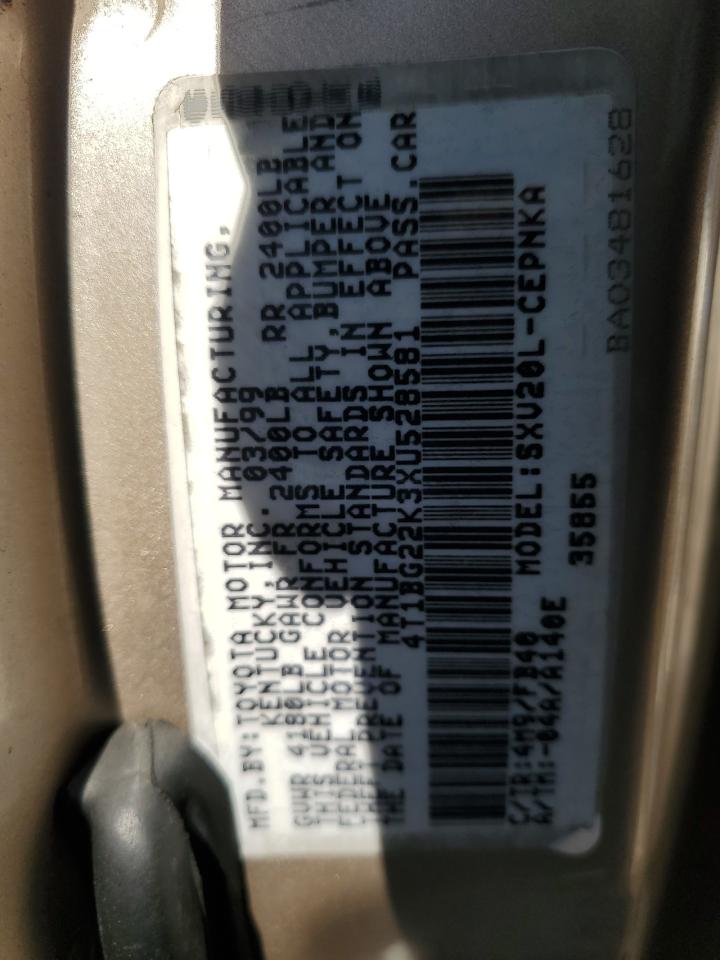 MFD.BY:TOYOTA MOTOR MANUFACTURING,
KENTUCKY,INC. 03/99
GVWR 4180LB GAWR FR 2400LB RR 2400LB
THIS VEHICLE CONFORMS TO ALL APPLICABLE
FEDERAL MOTOR VEHICLE SAFETY,BUMPER AND
THEFT PREVENTION STANDARDS IN EFFECT ON
THE DATE OF MANUFACTURE SHOWN ABOVE
4T1BG22K3XU528581 PASS.CAR
C/TR:4M9/FB40 MODEL:SXV20L-CEPNKA
A/TM:-04A/A140E 35855
BA03481628